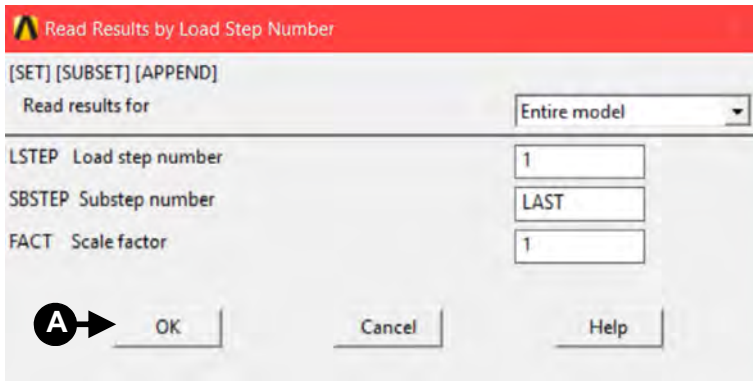 Read Results by Load Step Number
[SET] [SUBSET] [APPEND]
Read results for Entire model
LSTEP Load step number 1
SBSTEP Substep number LAST
FACT Scale factor 1
A OK Cancel Help